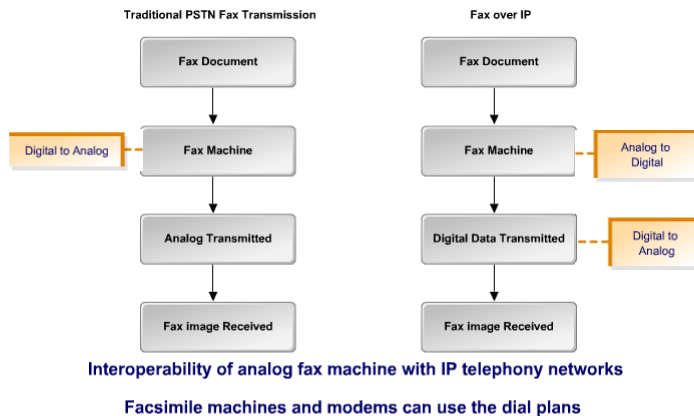 Traditional PSTN Fax Transmission
Fax Document
Digital to Analog
Fax Machine
Analog Transmitted
Fax image Received
Fax over IP
Fax Document
Fax Machine
Analog to
Digital
Digital Data Transmitted
Digital to
Analog
Fax image Received
Interoperability of analog fax machine with IP telephony networks
Facsimile machines and modems can use the dial plans